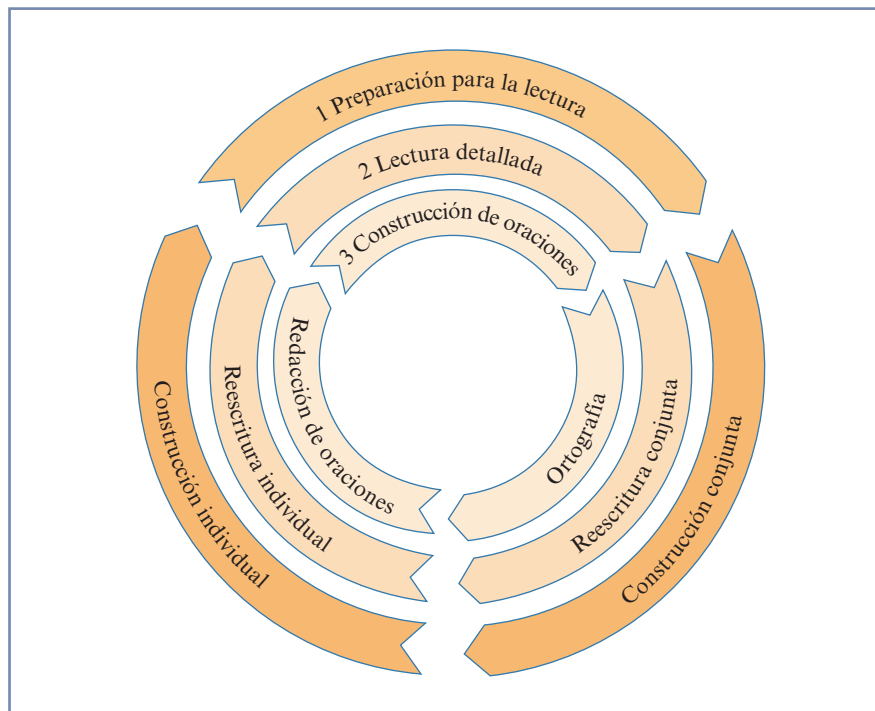 1 Preparación para la lectura
2 Lectura detallada
3 Construcción de oraciones
Redacción de oraciones
Reescritura individual
Construcción individual
Ortografía
Reescritura conjunta
Construcción conjunta